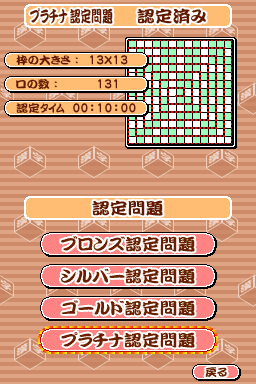 プラチナ認定問題 認定済み
枠の大きさ： 13×13
口の数： 131
認定タイム 00:10:00
認定問題
ブロンズ認定問題
シルバー認定問題
ゴールド認定問題
プラチナ認定問題
戻る